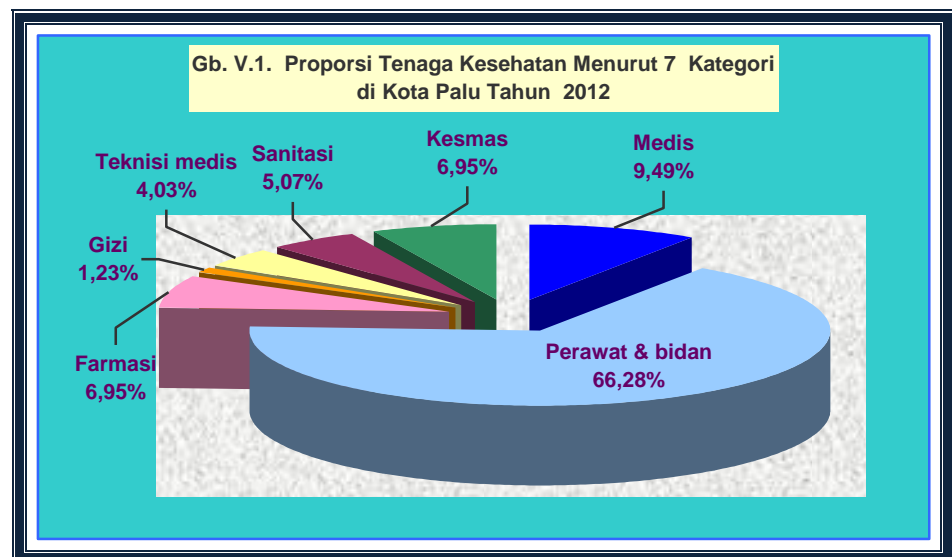 Gb. V.1. Proporsi Tenaga Kesehatan Menurut 7 Kategori
di Kota Palu Tahun 2012
Kesmas
6,95%
Medis
9,49%
Sanitasi
5,07%
Teknisi medis
4,03%
Gizi
1,23%
Farmasi
6,95%
Perawat & bidan
66,28%